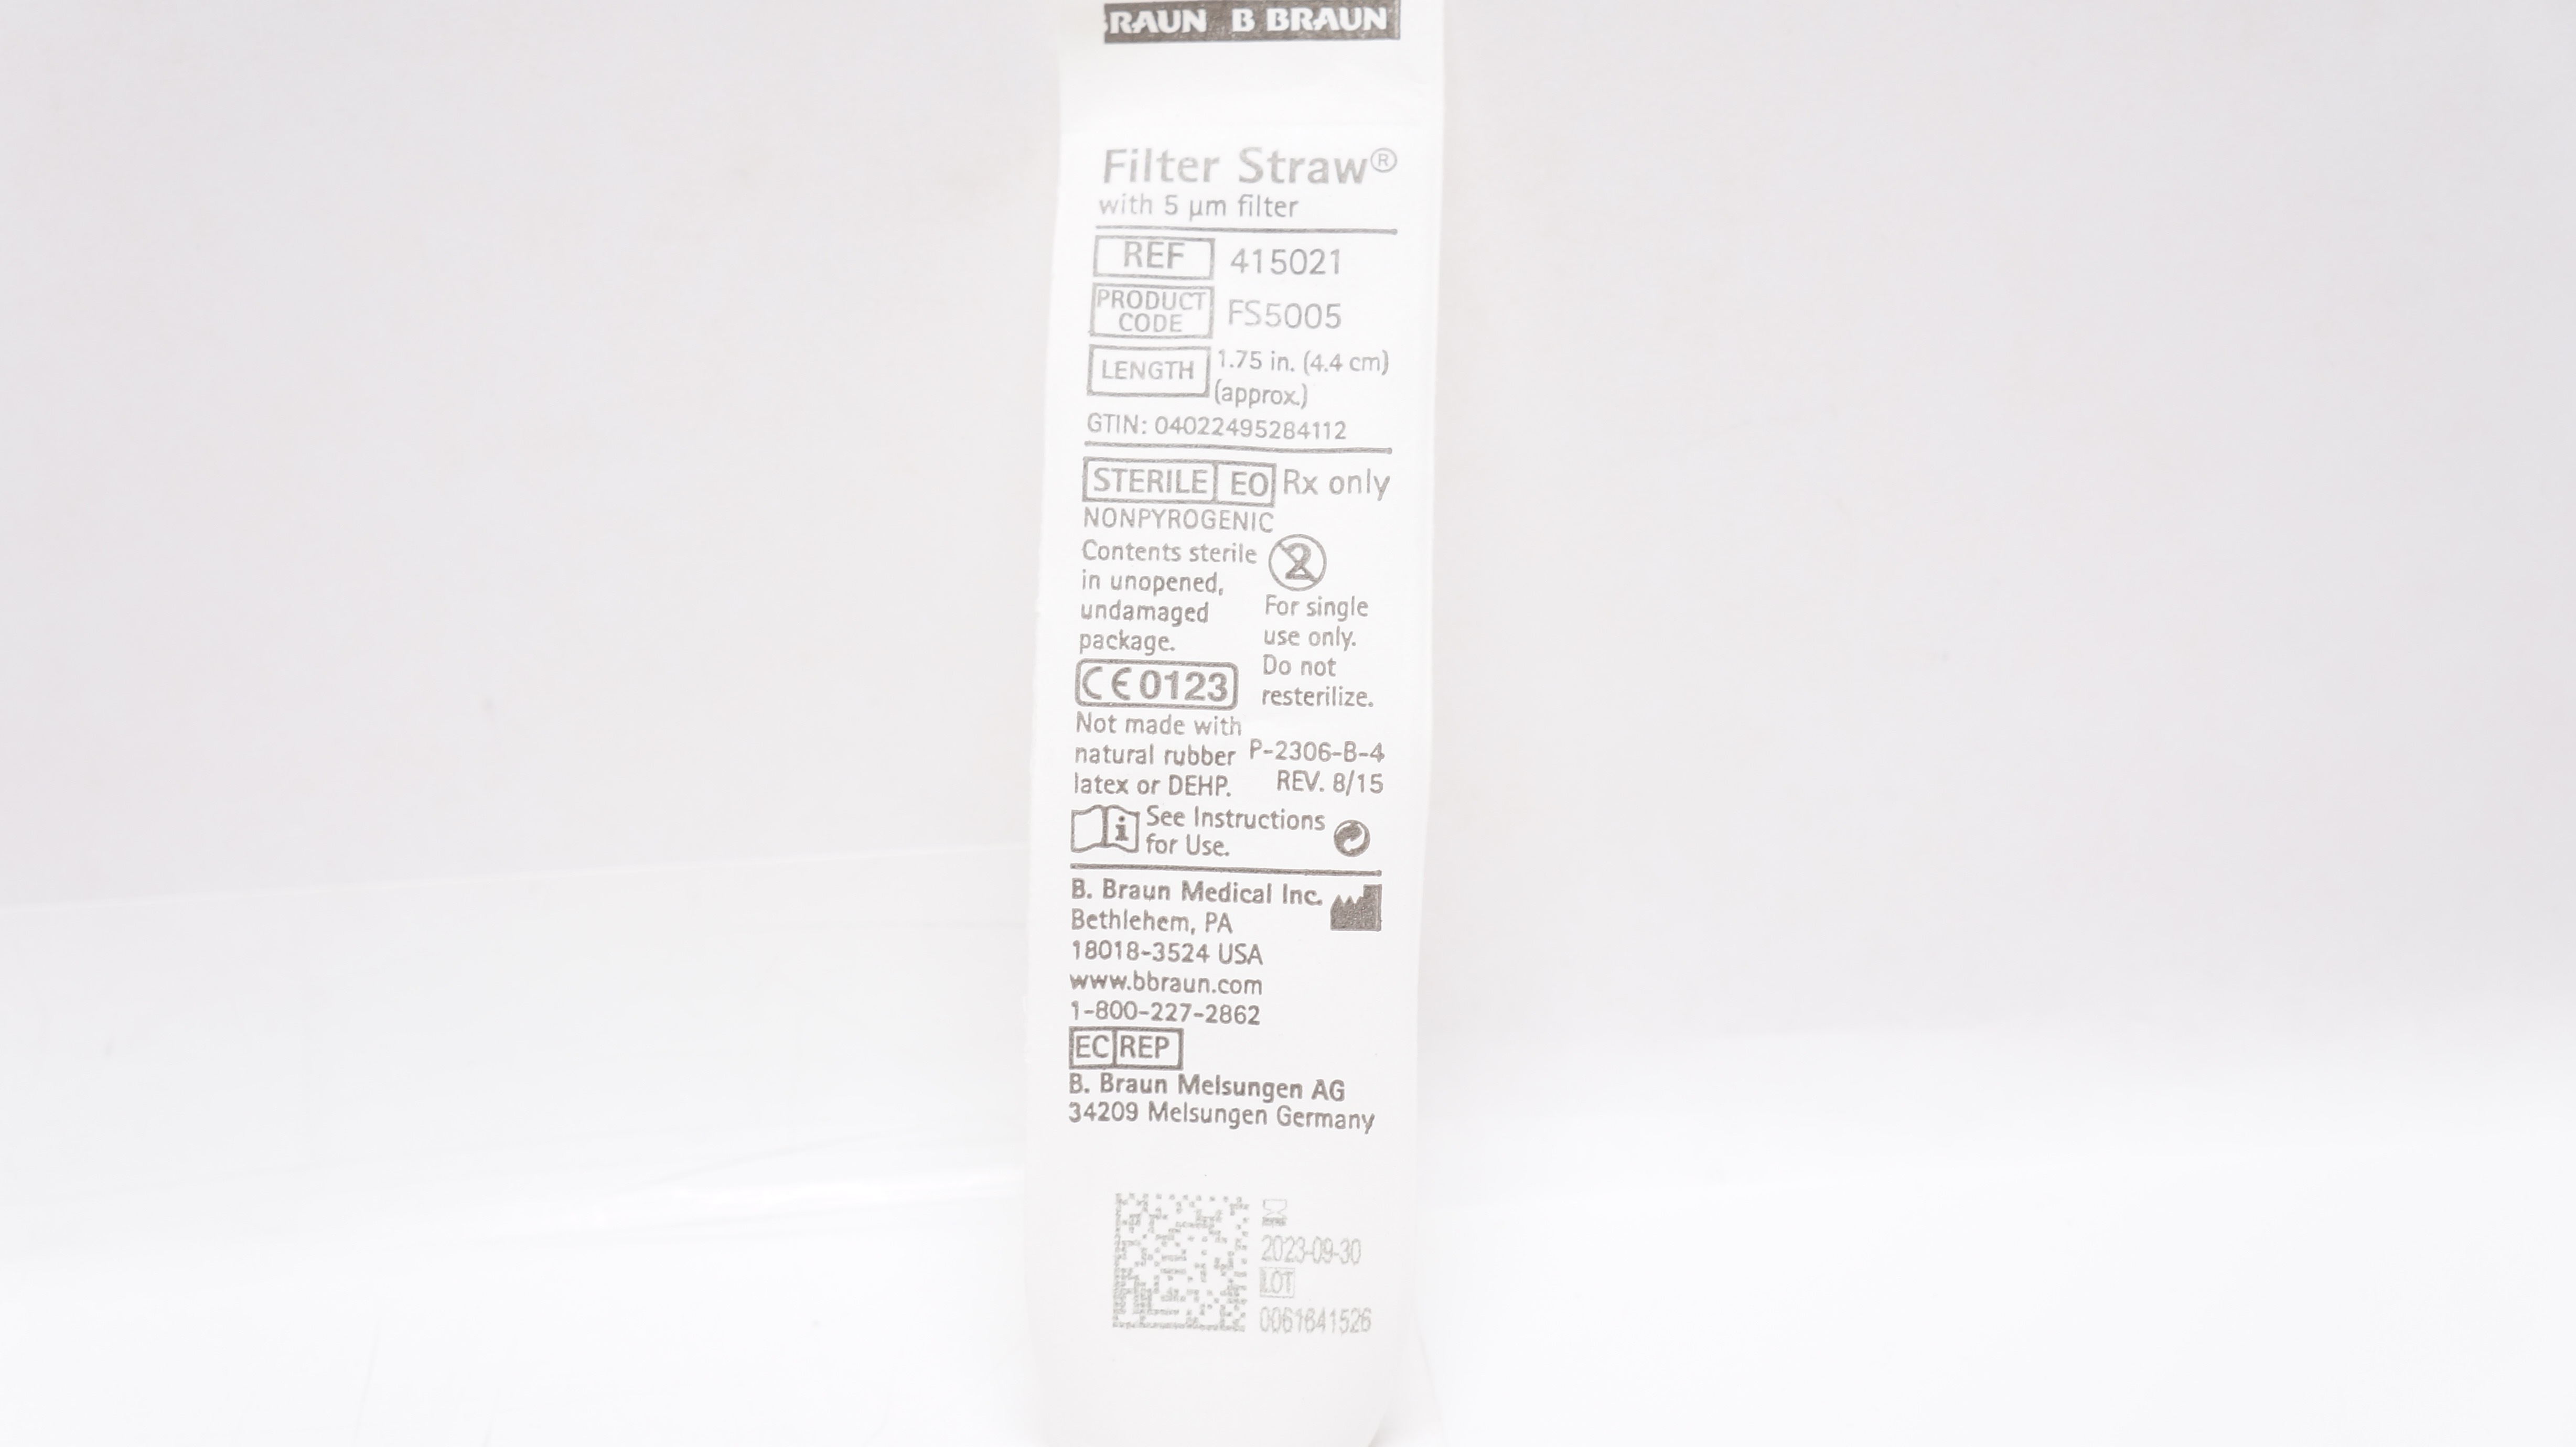 RAUN B BRAUN
Filter Straw®
with 5 µm filter
REF 415021
PRODUCT CODE FS5005
LENGTH 1.75 in. (4.4 cm)
(approx.)
GTIN: 04022495284112
STERILE EO Rx only
NONPYROGENIC
Contents sterile
in unopened,
undamaged
package.
2
For single
use only.
Do not
resterilize.
CE 0123
Not made with
natural rubber
latex or DEHP.
P-2306-B-4
REV. 8/15
i See Instructions
for Use.
B. Braun Medical Inc.
Bethlehem, PA
18018-3524 USA
www.bbraun.com
1-800-227-2862
EC REP
B. Braun Melsungen AG
34209 Melsungen Germany
2023-09-30
LOT
0061641526